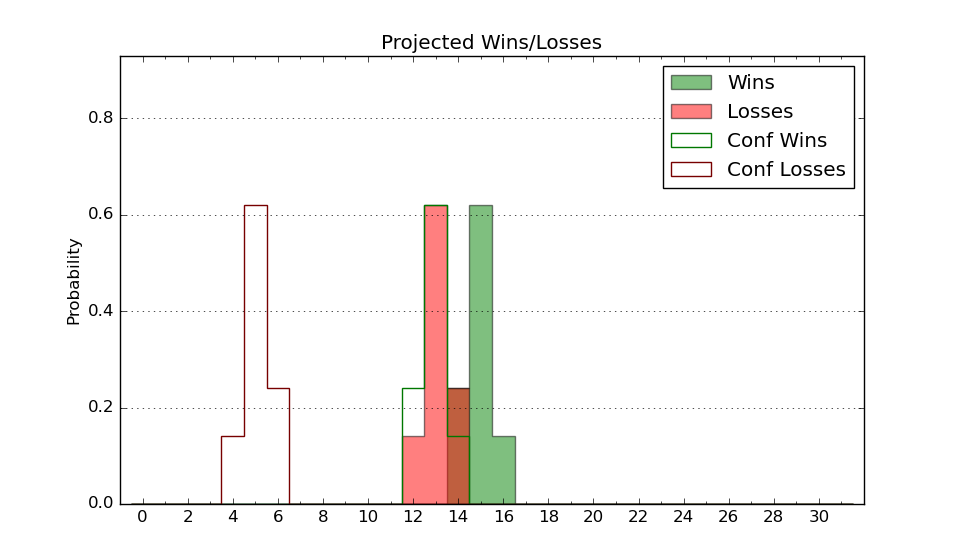 Projected Wins/Losses
Wins
Losses
Conf Wins
Conf Losses
Probability
0.8
0.6
0.4
0.2
0.0
0 2 4 6 8 10 12 14 16 18 20 22 24 26 28 30